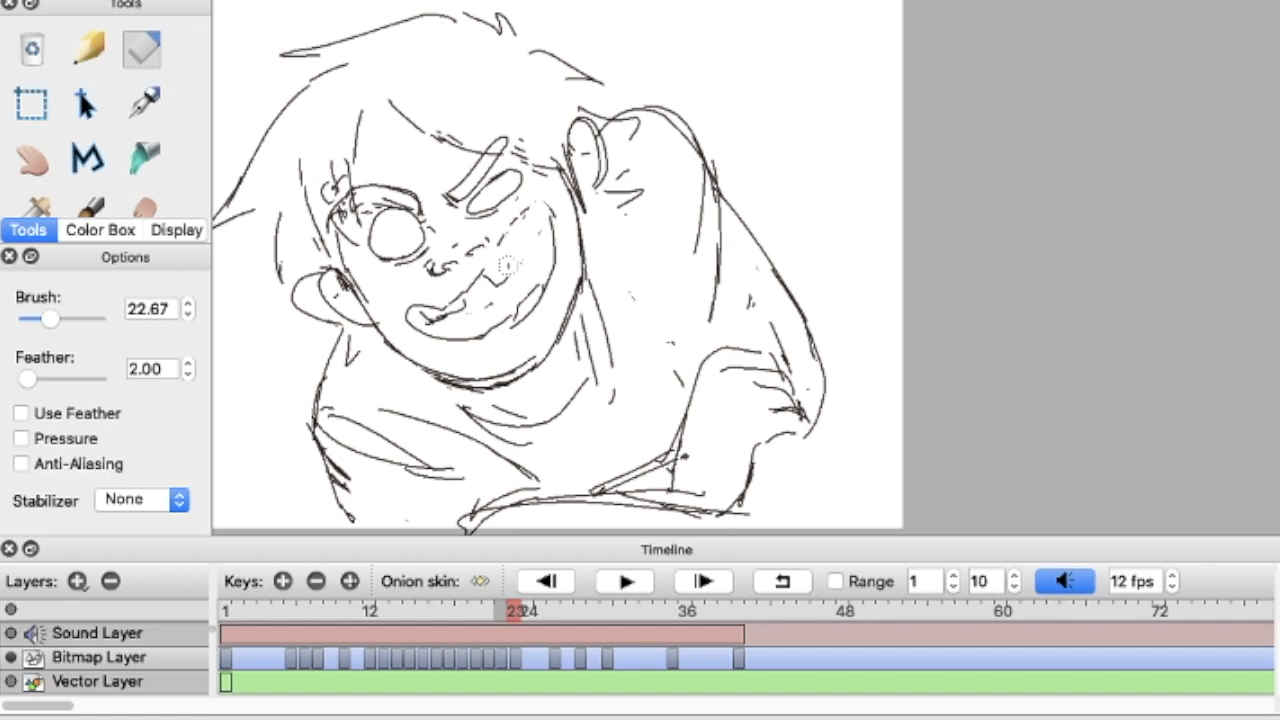 Tools
Tools Color Box Display
Options
Brush: 22.67
Feather: 2.00
Use Feather
Pressure
Anti-Aliasing
Stabilizer None
Timeline
Layers: Keys: Onion skin: Range 1 10 12 fps
1 12 23 24 36 48 60 72
Sound Layer
Bitmap Layer
Vector Layer